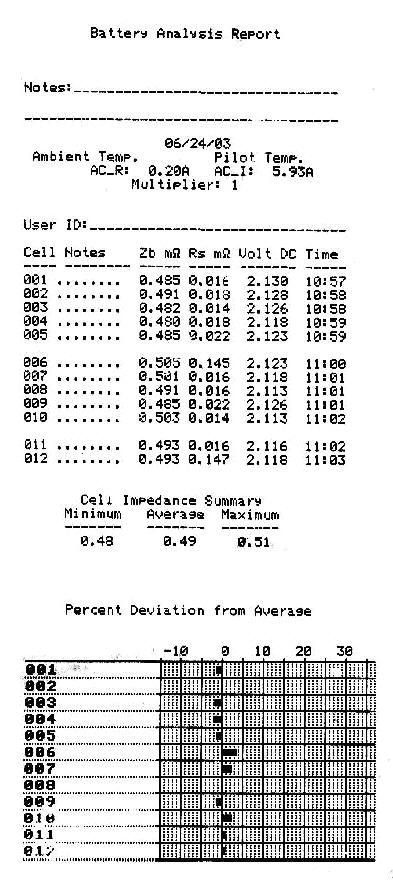 Battery Analysis Report
Notes:
06/24/03
Ambient Temp. Pilot Temp.
AC_R: 0.20A AC_I: 5.93A
Multiplier: 1
User ID:
Cell Notes Zb mΩ Rs mΩ Volt DC Time
001 ........ 0.485 0.016 2.130 10:57
002 ........ 0.491 0.018 2.128 10:58
003 ........ 0.482 0.014 2.126 10:58
004 ........ 0.480 0.018 2.118 10:59
005 ........ 0.485 0.022 2.123 10:59
006 ........ 0.505 0.145 2.123 11:00
007 ........ 0.501 0.016 2.118 11:01
008 ........ 0.491 0.016 2.113 11:01
009 ........ 0.485 0.022 2.126 11:01
010 ........ 0.503 0.014 2.113 11:02
011 ........ 0.493 0.016 2.116 11:02
012 ........ 0.493 0.147 2.118 11:03
Cell Impedance Summary
Minimum Average Maximum
0.48 0.49 0.51
Percent Deviation from Average
-10 0 10 20 30
001
002
003
004
005
006
007
008
009
010
011
012